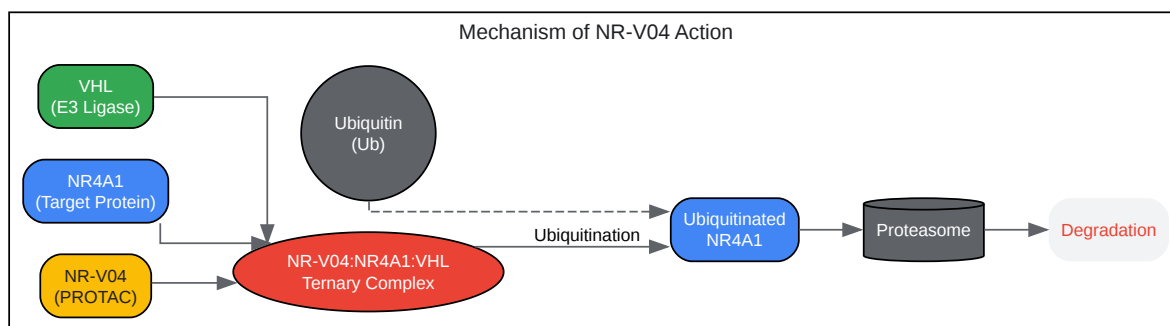 Mechanism of NR-V04 Action
VHL
(E3 Ligase)
Ubiquitin
(Ub)
NR4A1
(Target Protein)
Ubiquitination
Ubiquitinated
NR4A1
Proteasome
Degradation
NR-V04
(PROTAC)
NR-V04:NR4A1:VHL
Ternary Complex